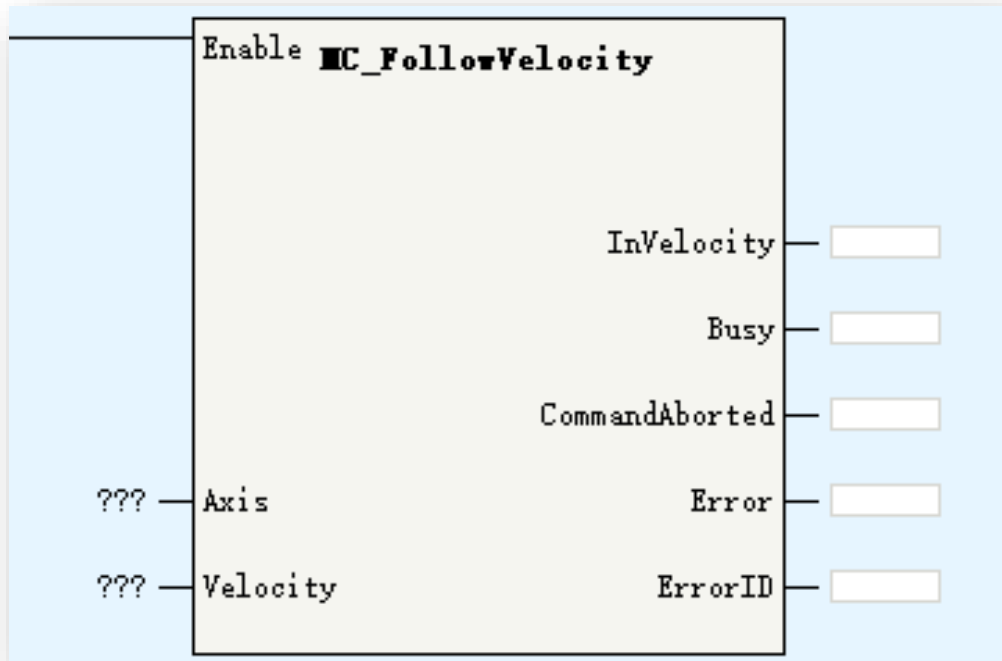 Enable MC_FollowVelocity
InVelocity
Busy
CommandAborted
??? Axis Error
??? Velocity ErrorID